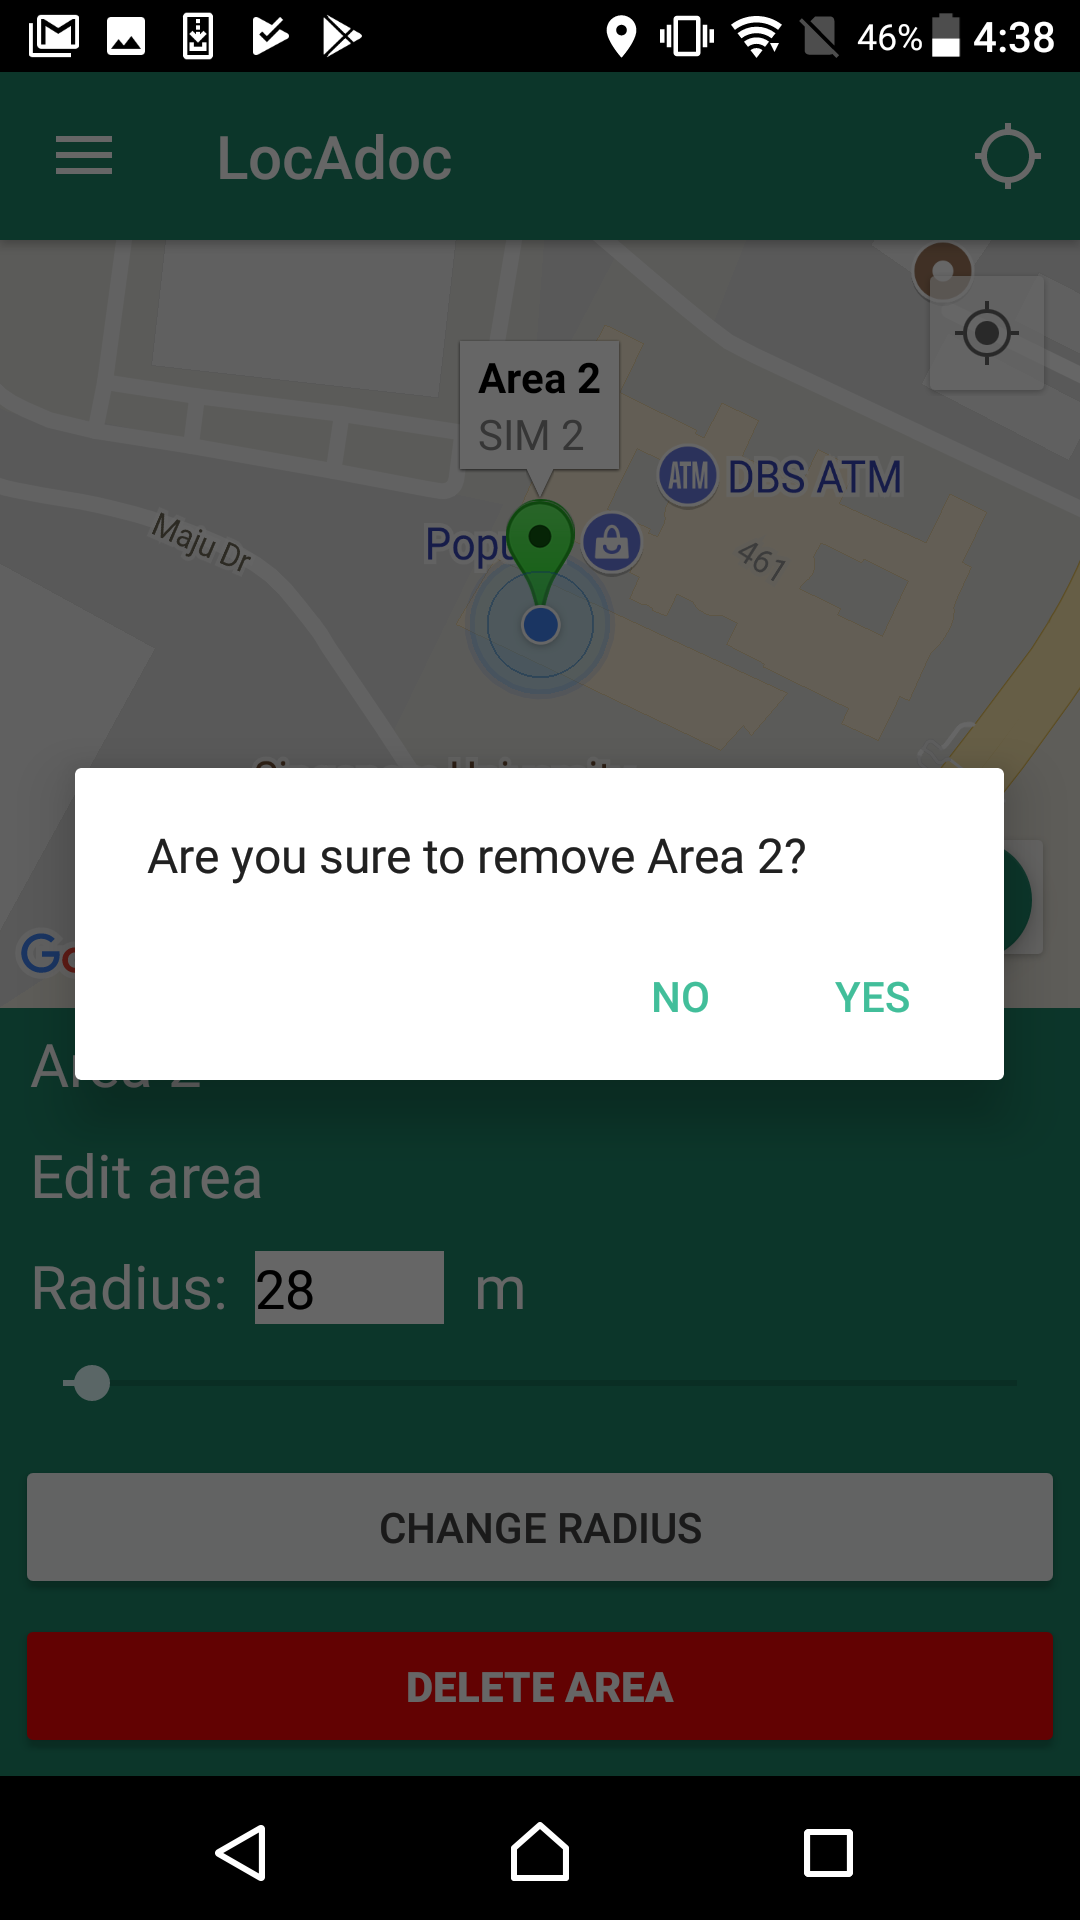 46% 4:38
LocAdoc
Area 2
SIM 2
ATM DBS ATM
Maju Dr
Popu
461
Are you sure to remove Area 2?
NO YES
Area 2
Edit area
Radius: 28 m
CHANGE RADIUS
DELETE AREA